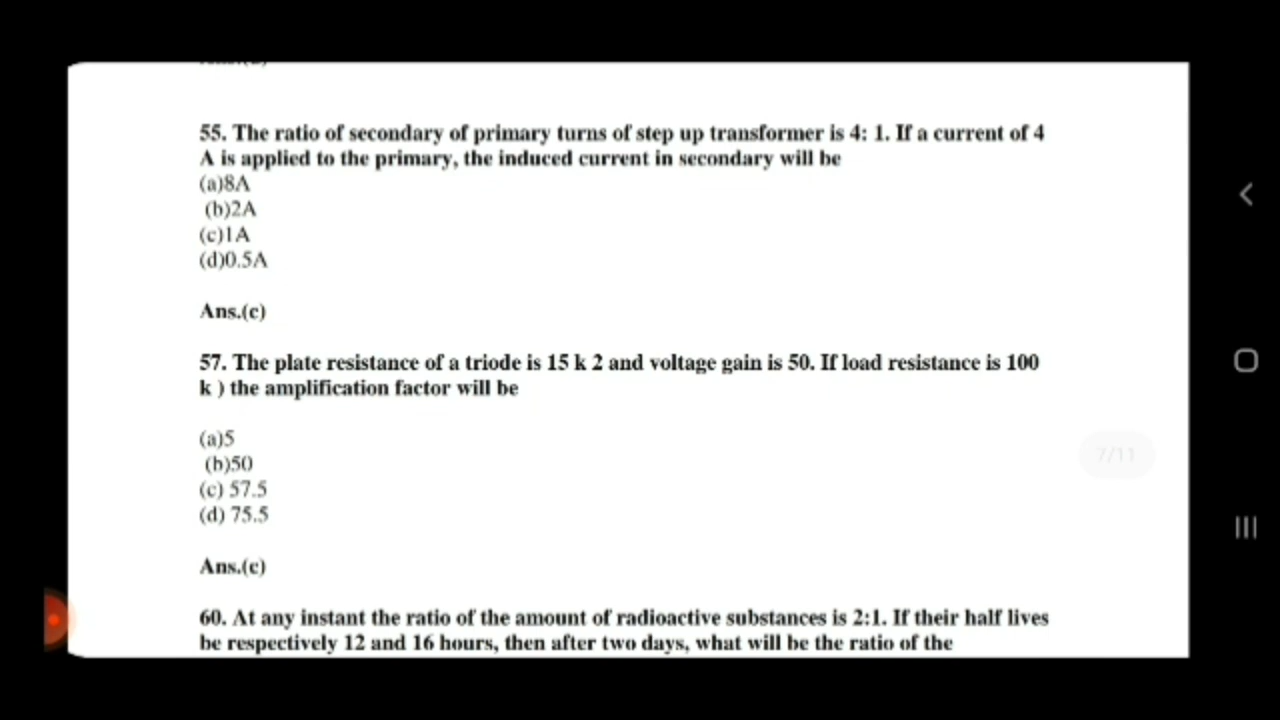 55. The ratio of secondary of primary turns of step up transformer is 4: 1. If a current of 4
A is applied to the primary, the induced current in secondary will be
(a)8A
(b)2A
(c)1A
(d)0.5A
Ans.(c)
57. The plate resistance of a triode is 15 k 2 and voltage gain is 50. If load resistance is 100
k ) the amplification factor will be
(a)5
(b)50
(c) 57.5
(d) 75.5
7/11
Ans.(c)
60. At any instant the ratio of the amount of radioactive substances is 2:1. If their half lives
be respectively 12 and 16 hours, then after two days, what will be the ratio of the